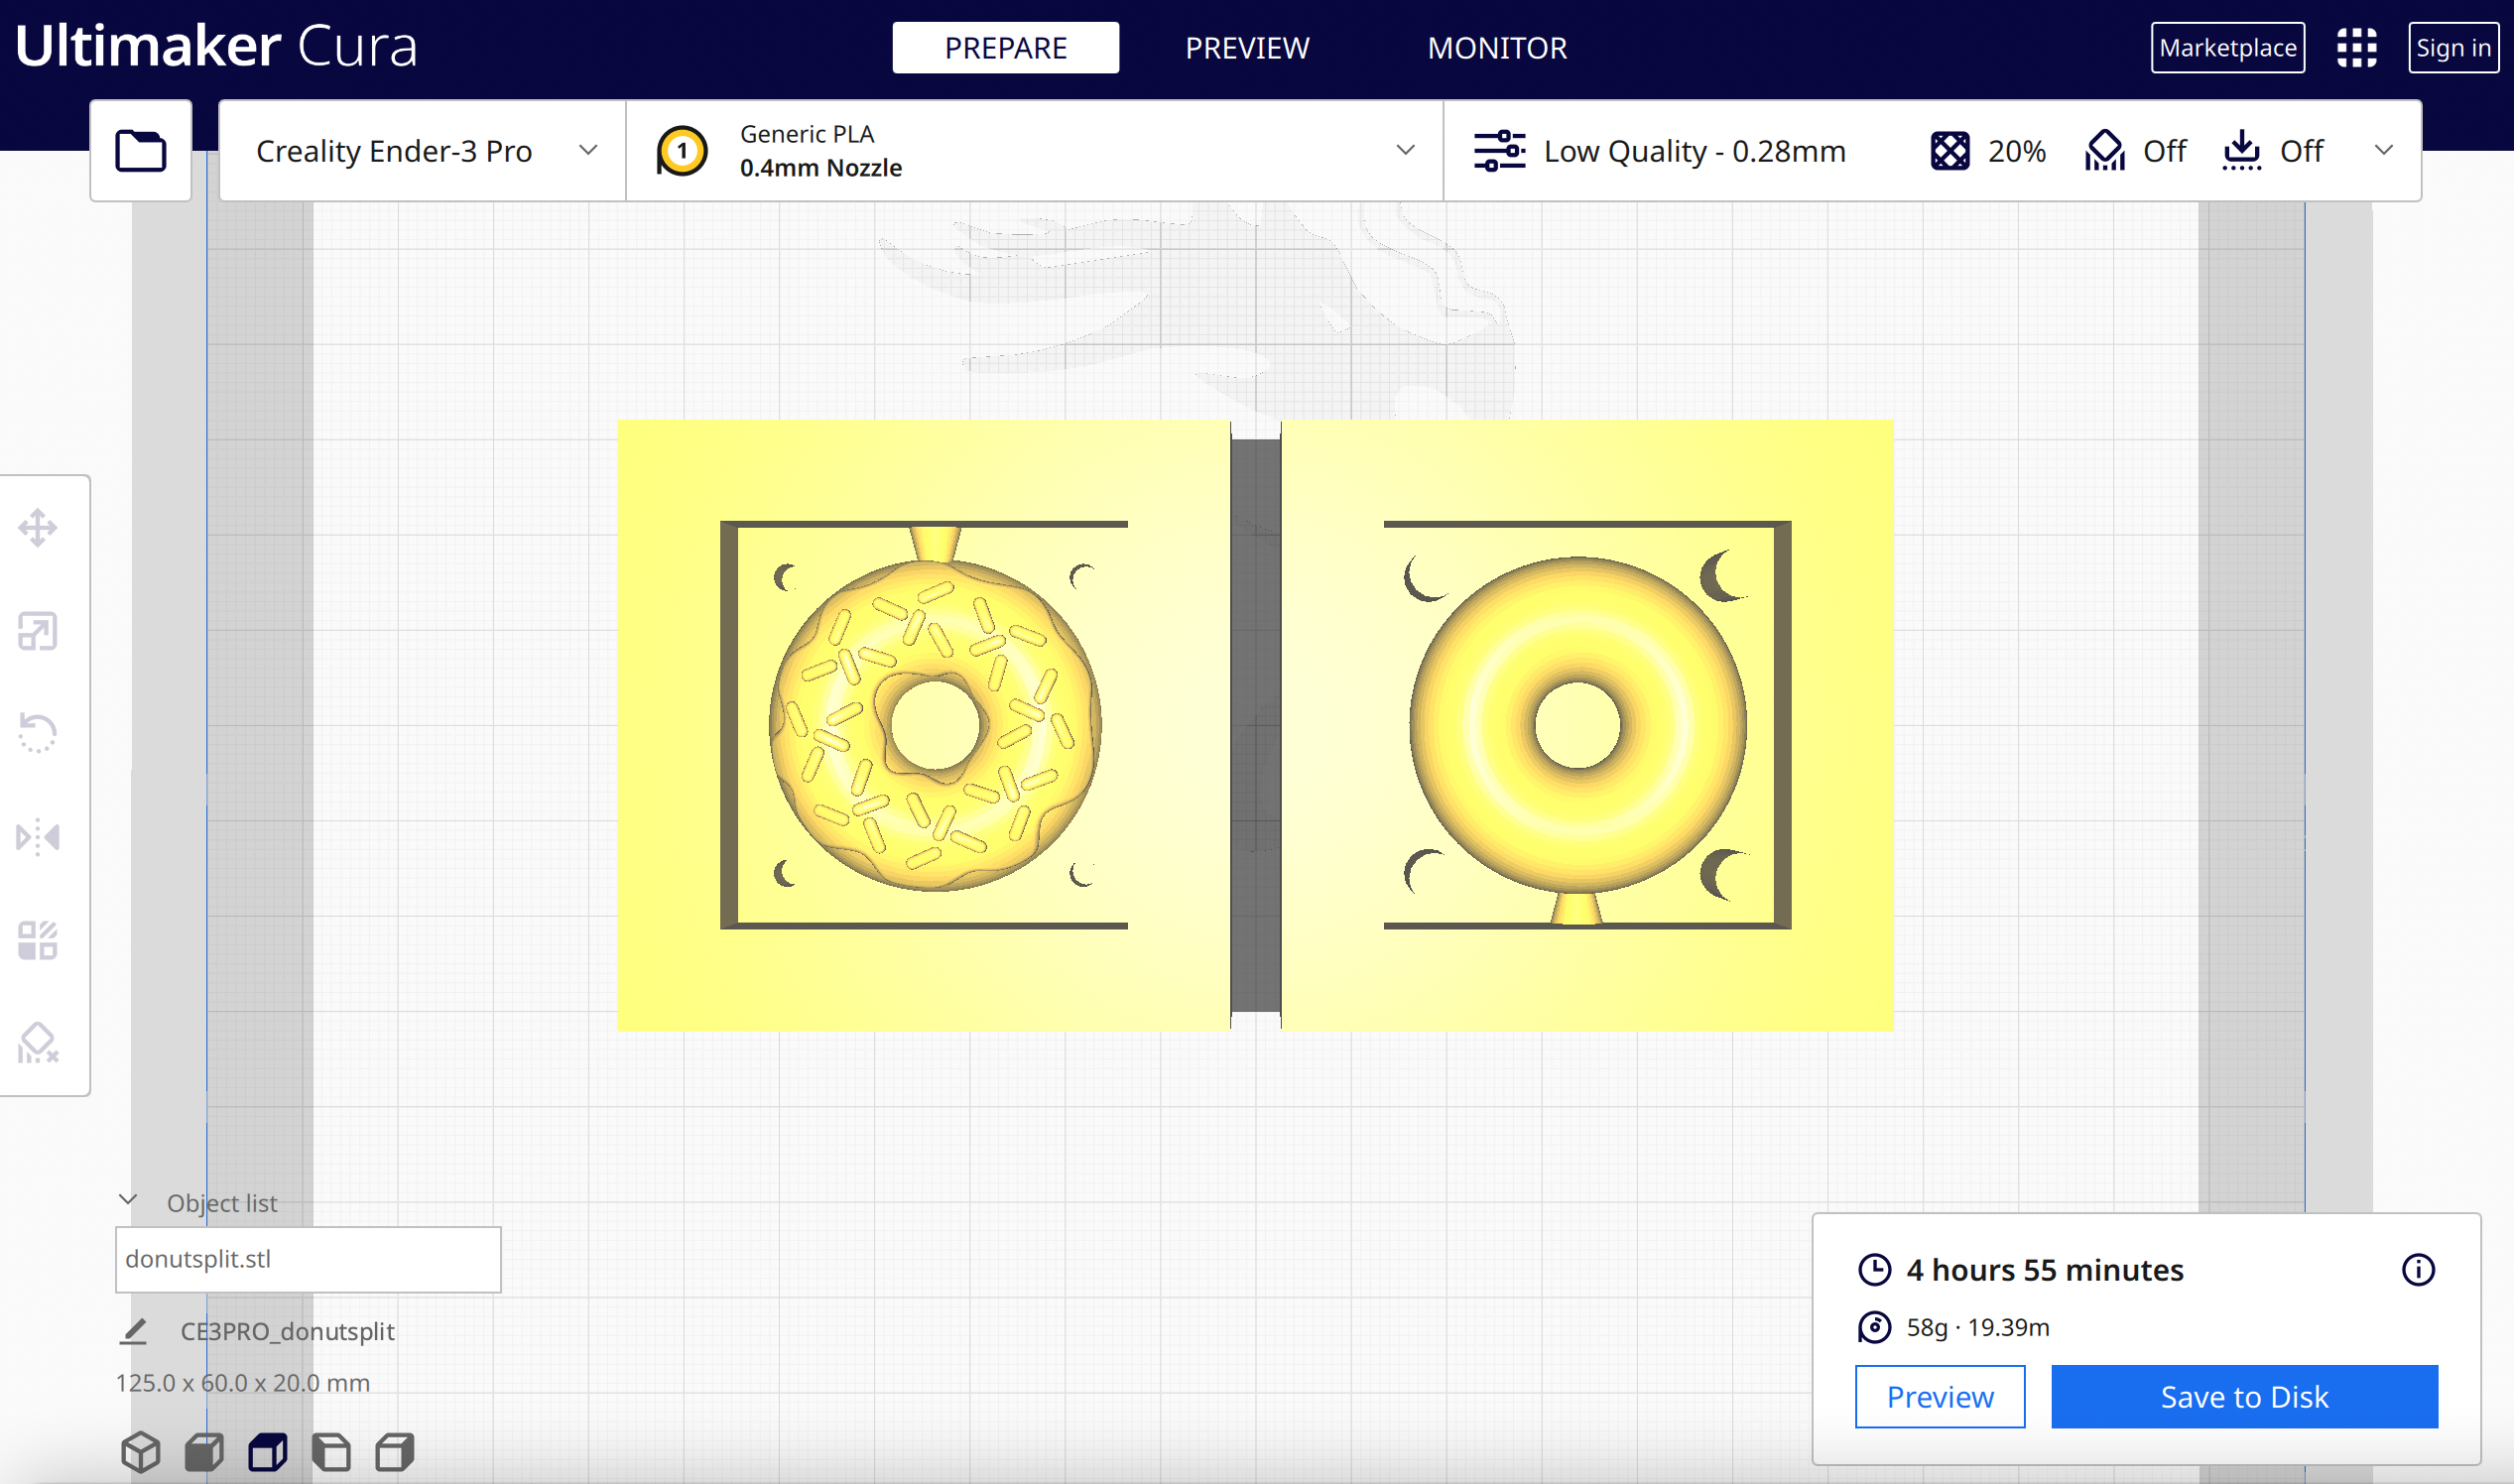 Ultimaker Cura
PREPARE
PREVIEW
MONITOR
Marketplace
Sign in
Creality Ender-3 Pro
1
Generic PLA
0.4mm Nozzle
Low Quality - 0.28mm
20%
Off
Off
Object list
donutsplit.stl
CE3PRO_donutsplit
125.0 x 60.0 x 20.0 mm
4 hours 55 minutes
58g · 19.39m
Preview
Save to Disk